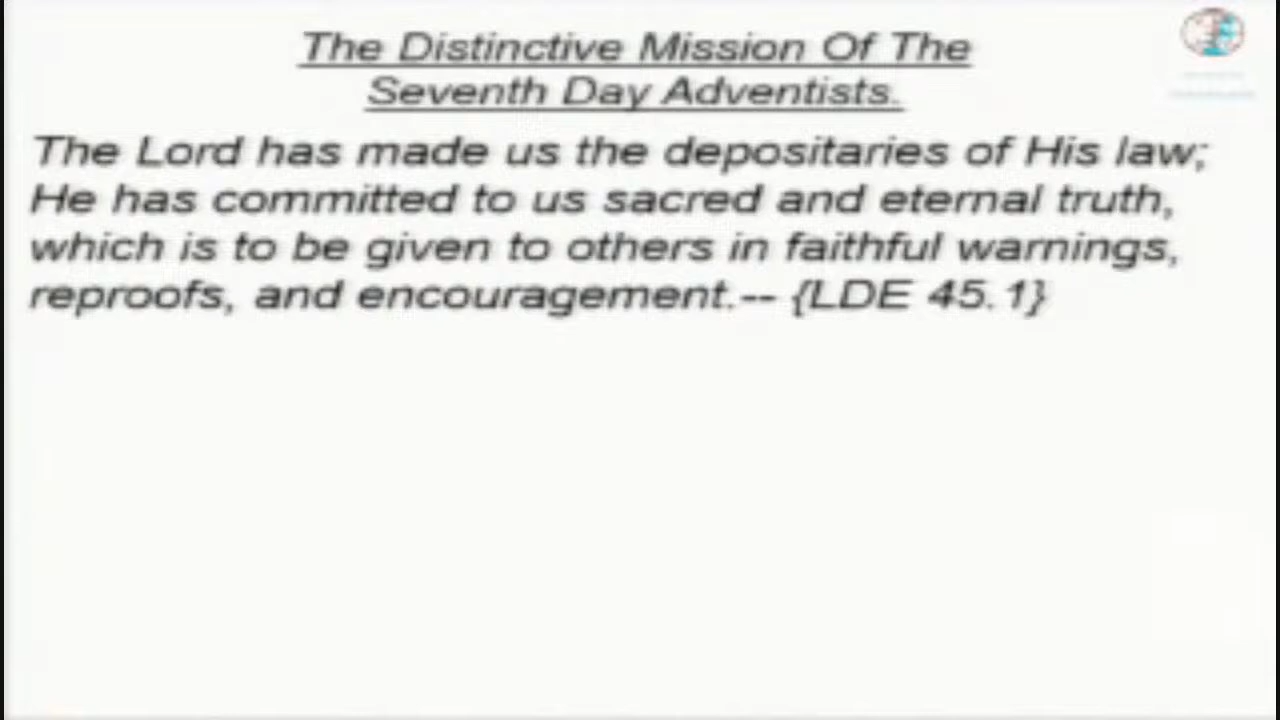 The Distinctive Mission Of The
Seventh Day Adventists.
The Lord has made us the depositaries of His law;
He has committed to us sacred and eternal truth,
which is to be given to others in faithful warnings,
reproofs, and encouragement.-- {LDE 45.1}